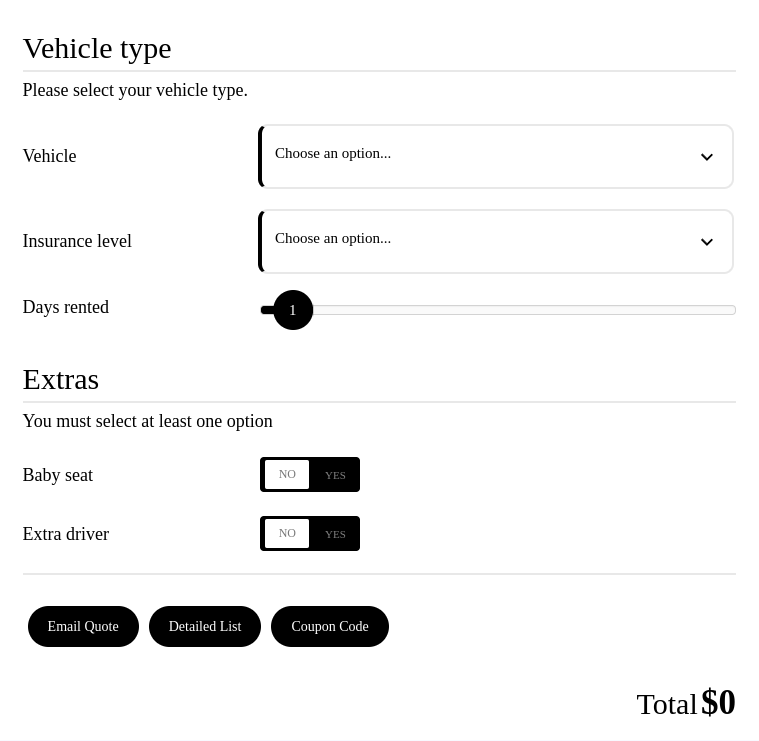 Vehicle type
Please select your vehicle type.
Vehicle
Choose an option...
Insurance level
Choose an option...
Days rented
1
Extras
You must select at least one option
Baby seat
NO YES
Extra driver
NO YES
Email Quote Detailed List Coupon Code
Total $0